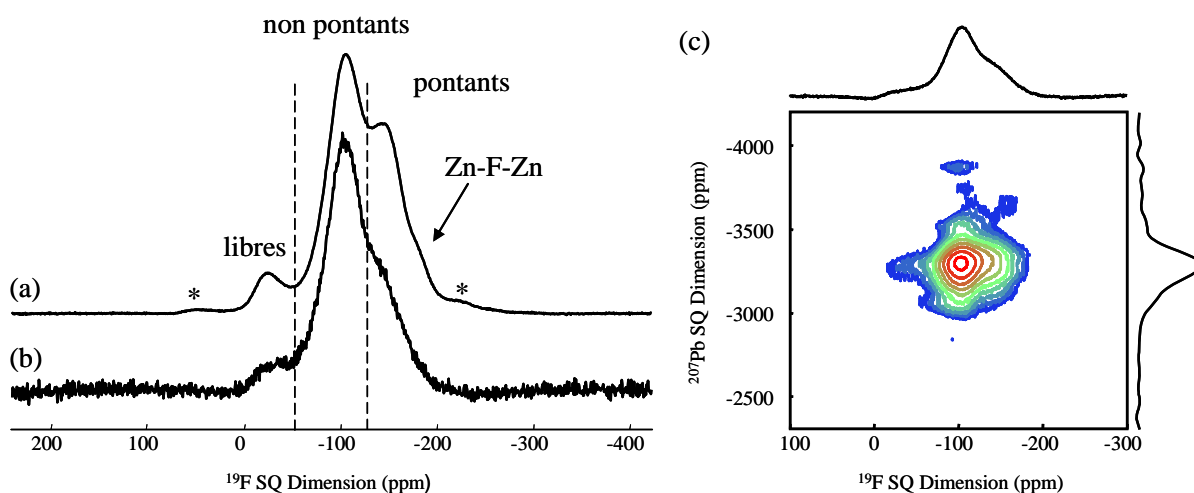 non pontants
pontants
Zn-F-Zn
libres
(a)
*
*
(b)
200 100 0 -100 -200 -300 -400
¹⁹F SQ Dimension (ppm)
(c)
-4000
-3500
-3000
-2500
²⁰⁷Pb SQ Dimension (ppm)
100 0 -100 -200 -300
¹⁹F SQ Dimension (ppm)